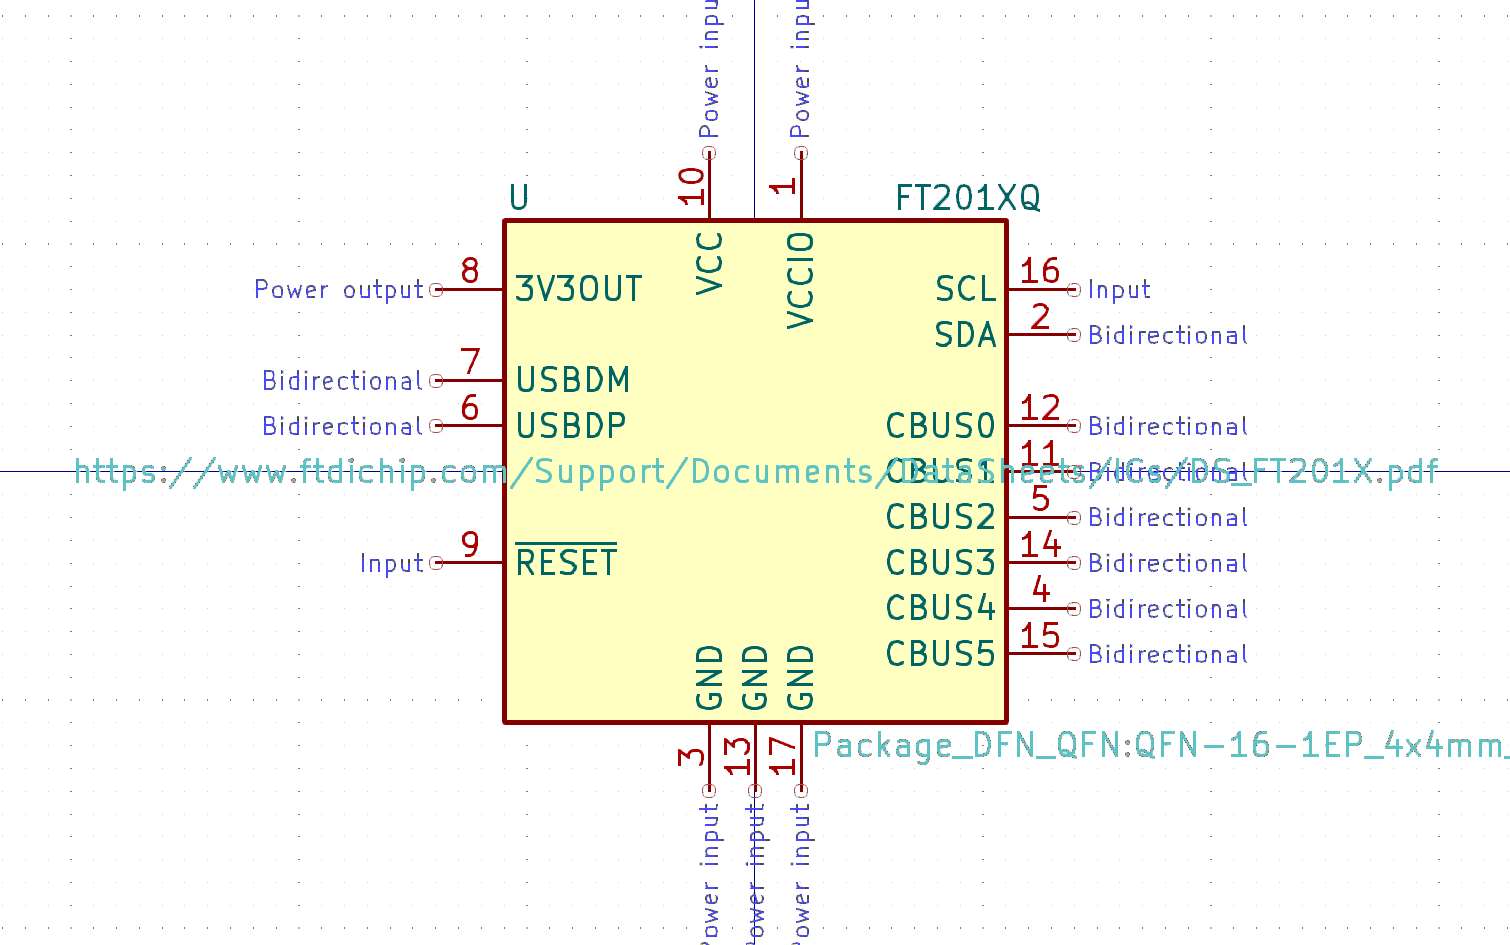 Power input
Power input
10
1
U
FT201XQ
VCC
VCCIO
Power output
8
3V3OUT
SCL
16
Input
SDA
2
Bidirectional
Bidirectional
7
USBDM
Bidirectional
6
USBDP
CBUS0
12
Bidirectional
https://www.ftdichip.com/Support/Documents/DataSheets/ICs/DS_FT201X.pdf
CBUS1
11
Bidirectional
CBUS2
5
Bidirectional
Input
9
RESET
CBUS3
14
Bidirectional
CBUS4
4
Bidirectional
CBUS5
15
Bidirectional
GND
GND
GND
3
13
17
Package_DFN_QFN:QFN-16-1EP_4x4mm_
Power input
Power input
Power input